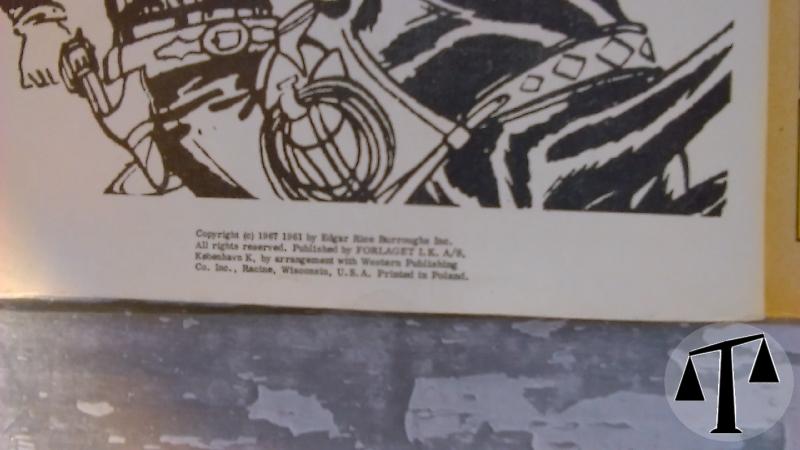 Copyright (c) 1967 1961 by Edgar Rice Burroughs Inc.
All rights reserved. Published by FORLAGET I.K. A/S,
København K, by arrangement with Western Publishing
Co. Inc., Racine, Wisconsin, U.S.A. Printed in Poland.